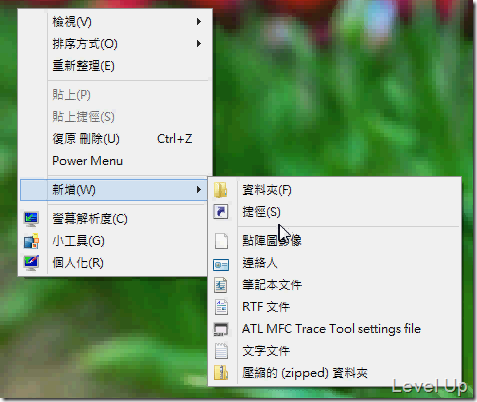 檢視(V)
排序方式(O)
重新整理(E)
貼上(P)
貼上捷徑(S)
復原 刪除(U) Ctrl+Z
Power Menu
新增(W)
螢幕解析度(C)
小工具(G)
個人化(R)
資料夾(F)
捷徑(S)
點陣圖影像
連絡人
筆記本文件
RTF 文件
ATL MFC Trace Tool settings file
文字文件
壓縮的 (zipped) 資料夾
Level Up